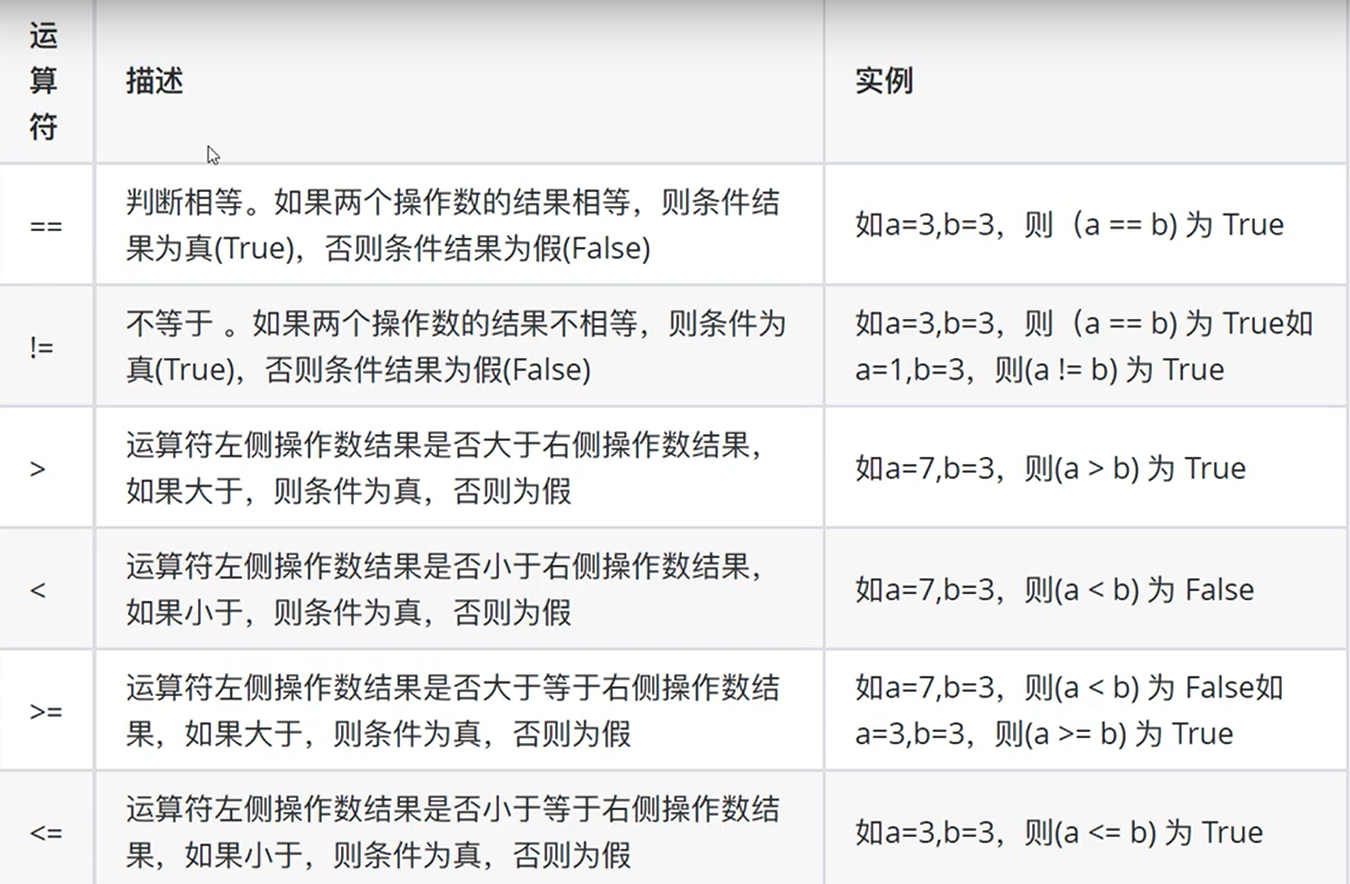 运
算
符
描述
实例
==
判断相等。如果两个操作数的结果相等，则条件结
果为真(True)，否则条件结果为假(False)
如a=3,b=3，则（a == b) 为 True
!=
不等于 。如果两个操作数的结果不相等，则条件为
真(True)，否则条件结果为假(False)
如a=3,b=3，则（a == b) 为 True如
a=1,b=3，则(a != b) 为 True
>
运算符左侧操作数结果是否大于右侧操作数结果，
如果大于，则条件为真，否则为假
如a=7,b=3，则(a > b) 为 True
<
运算符左侧操作数结果是否小于右侧操作数结果，
如果小于，则条件为真，否则为假
如a=7,b=3，则(a < b) 为 False
>=
运算符左侧操作数结果是否大于等于右侧操作数结
果，如果大于，则条件为真，否则为假
如a=7,b=3，则(a < b) 为 False如
a=3,b=3，则(a >= b) 为 True
<=
运算符左侧操作数结果是否小于等于右侧操作数结
果，如果小于，则条件为真，否则为假
如a=3,b=3，则(a <= b) 为 True